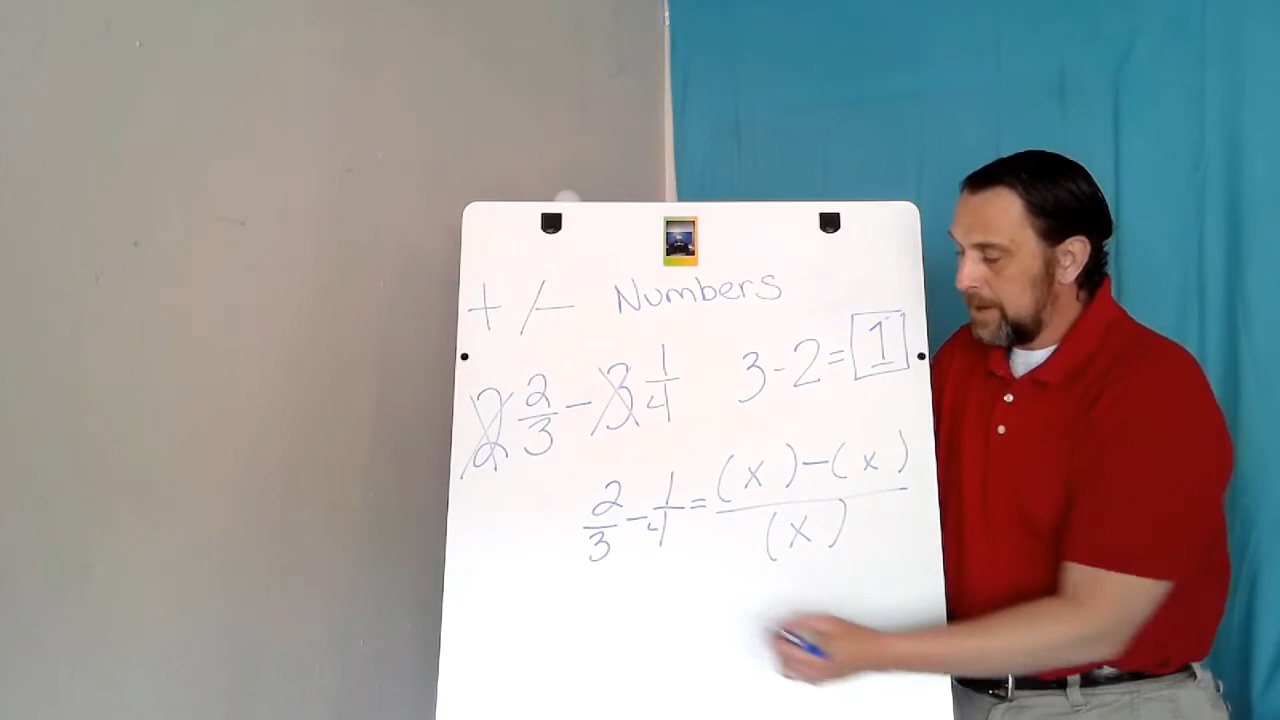 +/- Numbers
2 2/3 - 3 1/4 3-2= 1
2/3 - 1/4 = (x)-(x)/(x)